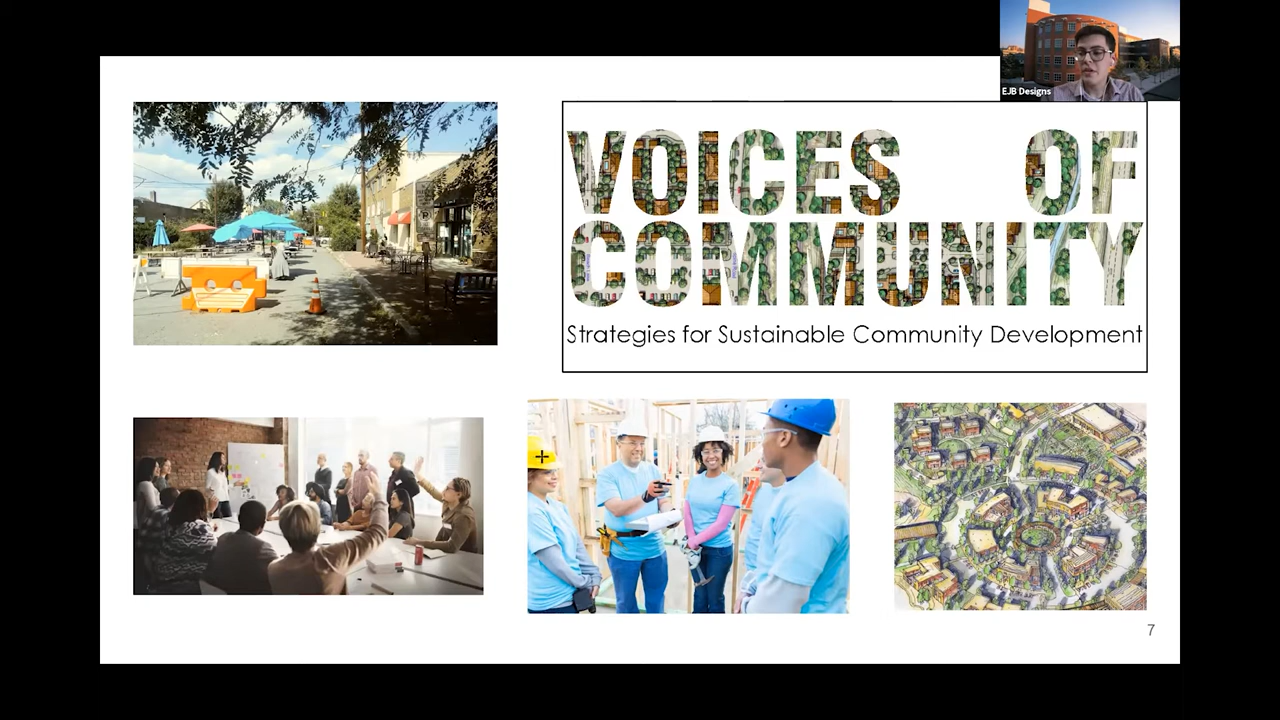 EJB Designs
VOICES OF
COMMUNITY
Strategies for Sustainable Community Development
7